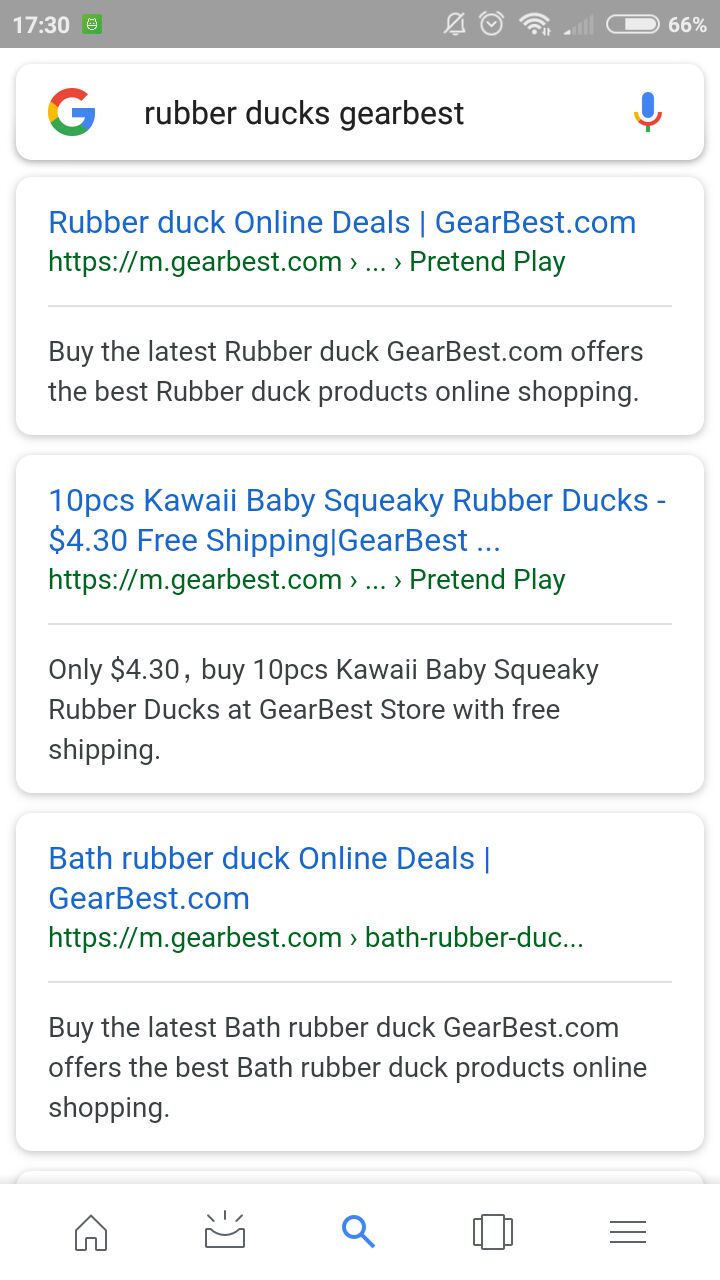 17:30
66%
rubber ducks gearbest
Rubber duck Online Deals | GearBest.com
https://m.gearbest.com › ... › Pretend Play
Buy the latest Rubber duck GearBest.com offers
the best Rubber duck products online shopping.
10pcs Kawaii Baby Squeaky Rubber Ducks -
$4.30 Free Shipping|GearBest ...
https://m.gearbest.com › ... › Pretend Play
Only $4.30，buy 10pcs Kawaii Baby Squeaky
Rubber Ducks at GearBest Store with free
shipping.
Bath rubber duck Online Deals |
GearBest.com
https://m.gearbest.com › bath-rubber-duc...
Buy the latest Bath rubber duck GearBest.com
offers the best Bath rubber duck products online
shopping.